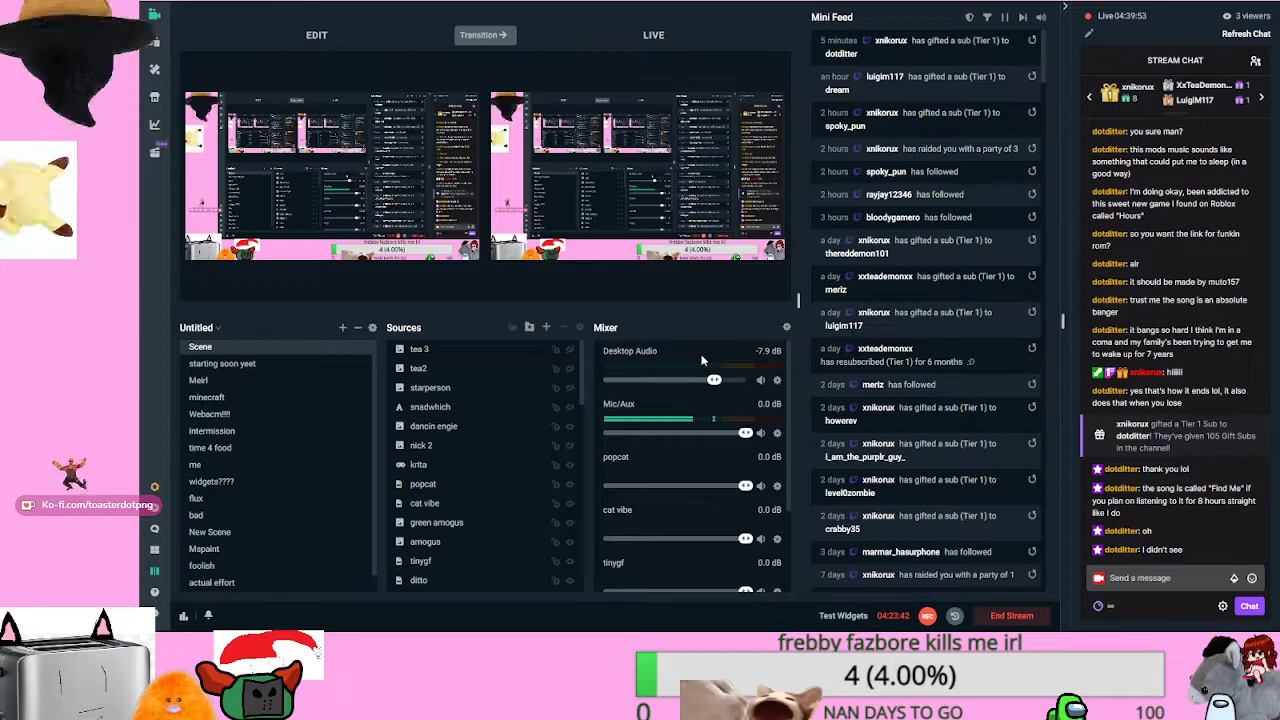 EDIT
Transition
LIVE
Untitled
Scene
starting soon yeet
Meirl
minecraft
Webacm!!!!
Intermission
time 4 food
me
widgets????
flux
bad
New Scene
Mspaint
foolish
actual effort
Sources
tea 3
tea2
starperson
snadwhich
dancin engie
nick 2
krita
popcat
cat vibe
green amogus
amogus
tinygf
ditto
Mixer
Desktop Audio -7.9 dB
Mic/Aux 0.0 dB
popcat 0.0 dB
cat vibe 0.0 dB
tinygf 0.0 dB
Mini Feed
5 minutes xnikorux has gifted a sub (Tier 1) to
dotditter
an hour luigim117 has gifted a sub (Tier 1) to
dream
2 hours xnikorux has gifted a sub (Tier 1) to
spoky_pun
2 hours xnikorux has raided you with a party of 3
2 hours spoky_pun has followed
2 hours rayjay12346 has followed
3 hours bloodygamero has followed
a day xnikorux has gifted a sub (Tier 1) to
thereddemon101
a day xxteademonxx has gifted a sub (Tier 1) to
meriz
a day xnikorux has gifted a sub (Tier 1) to
luigim117
a day xxteademonxx
has resubscribed (Tier 1) for 6 months :D
2 days meriz has followed
2 days xnikorux has gifted a sub (Tier 1) to
howerev
2 days xnikorux has gifted a sub (Tier 1) to
I_am_the_purplr_guy_
2 days xnikorux has gifted a sub (Tier 1) to
level0zombie
2 days xnikorux has gifted a sub (Tier 1) to
crabby35
3 days marmar_hasurphone has followed
7 days xnikorux has raided you with a party of 1
Test Widgets
04:23:42
REC
End Stream
Live 04:39:53
3 viewers
Refresh Chat
STREAM CHAT
xnikorux
8
XxTeaDemon... 1
LuigiM117 1
dotditter: you sure man?
dotditter: this mods music sounds like
something that could put me to sleep (in a
good way)
dotditter: I'm doing okay, been addicted to
this sweet new game I found on Roblox
called "Hours"
dotditter: so you want the link for funkin
rom?
dotditter: alr
dotditter: it should be made by muto157
dotditter: trust me the song is an absolute
banger
dotditter: it bangs so hard I think I'm in a
coma my family's been trying to get
me to wake up for 7 years
xnikorux: hiiiii
dotditter: yes that's how it ends lol, it also
does that when you lose
xnikorux gifted a Tier 1 Sub to
dotditter! They've given 105 Gift Subs
in the channel!
dotditter: thank you lol
dotditter: the song is called "Find Me" if
you plan on listening to it for 8 hours straight
like I do
dotditter: oh
dotditter: I didn't see
Send a message
∞
Chat
New
Ko-fi.com/toasterdotpng
frebby fazbore kills me irl
4 (4.00%)
0
NAN DAYS TO GO
100